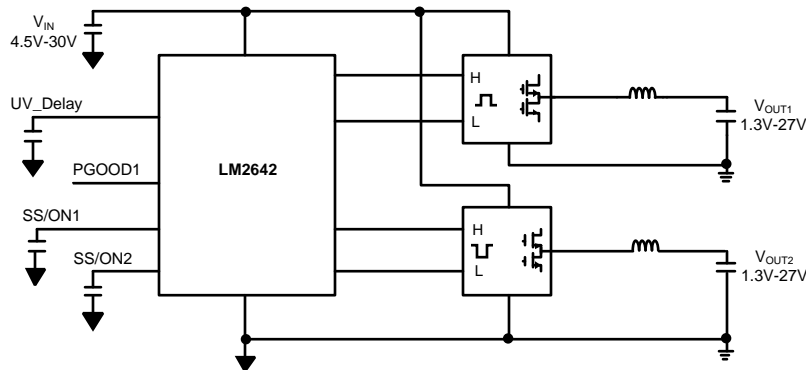 VIN
4.5V-30V
UV_Delay
PGOOD1
SS/ON1
SS/ON2
LM2642
H
L
H
L
VOUT1
1.3V-27V
VOUT2
1.3V-27V